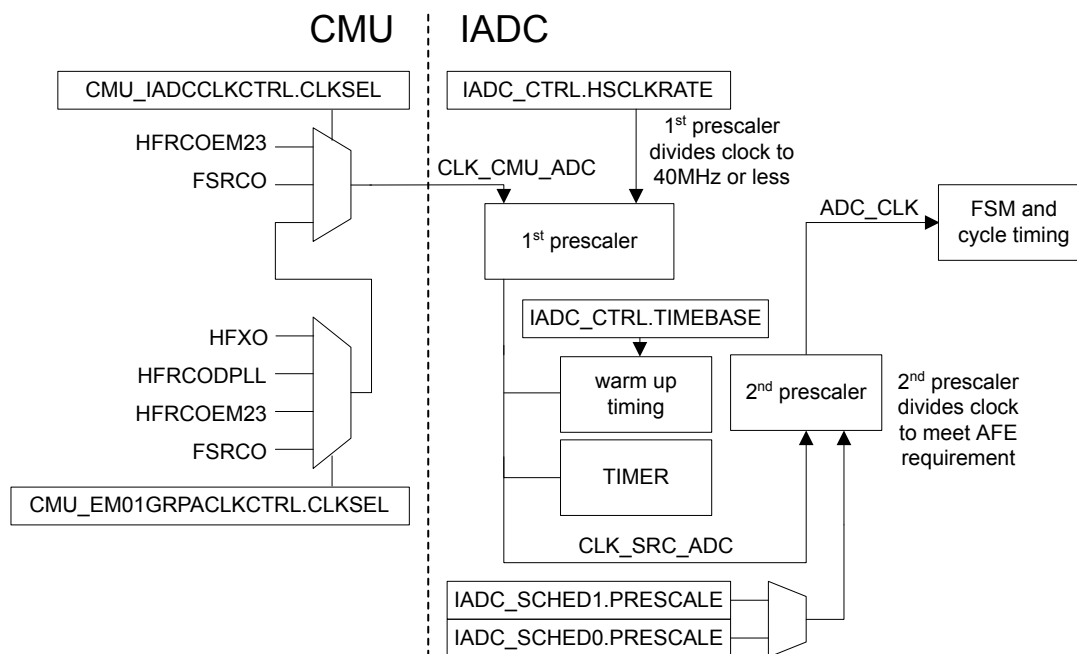 CMU
IADC
CMU_IADCCLKCTRL.CLKSEL
IADC_CTRL.HSCLKRATE
HFRCOEM23
FSRCO
CLK_CMU_ADC
1st prescaler
divides clock to
40MHz or less
1st prescaler
ADC_CLK
FSM and
cycle timing
IADC_CTRL.TIMEBASE
HFXO
HFRCODPLL
HFRCOEM23
FSRCO
warm up
timing
2nd prescaler
2nd prescaler
divides clock
to meet AFE
requirement
TIMER
CMU_EM01GRPACLKCTRL.CLKSEL
CLK_SRC_ADC
IADC_SCHED1.PRESCALE
IADC_SCHED0.PRESCALE